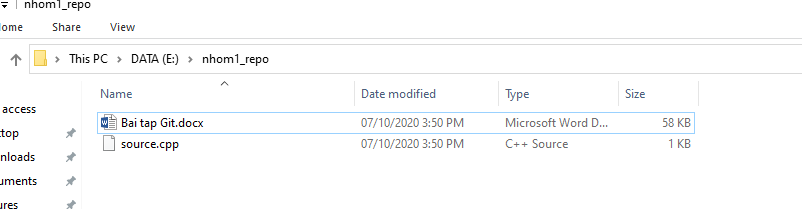 nhom1_repo
ome Share View
This PC DATA (E:) nhom1_repo
Name Date modified Type Size
access
top
nloads
uments
ures
Bai tap Git.docx 07/10/2020 3:50 PM Microsoft Word D... 58 KB
source.cpp 07/10/2020 3:50 PM C++ Source 1 KB